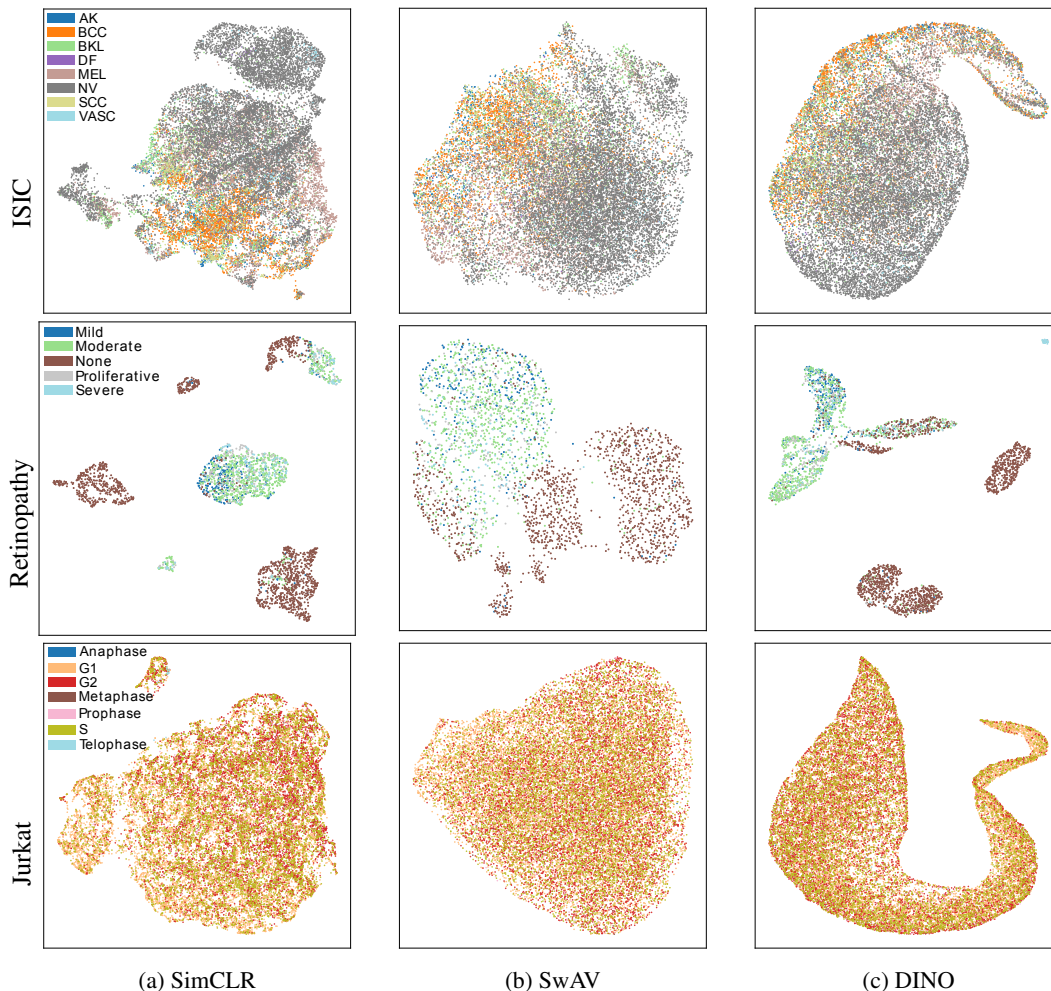 AK
BCC
BKL
DF
MEL
NV
SCC
VASC
ISIC
Mild
Moderate
None
Proliferative
Severe
Retinopathy
Anaphase
G1
G2
Metaphase
Prophase
S
Telophase
Jurkat
(a) SimCLR
(b) SwAV
(c) DINO